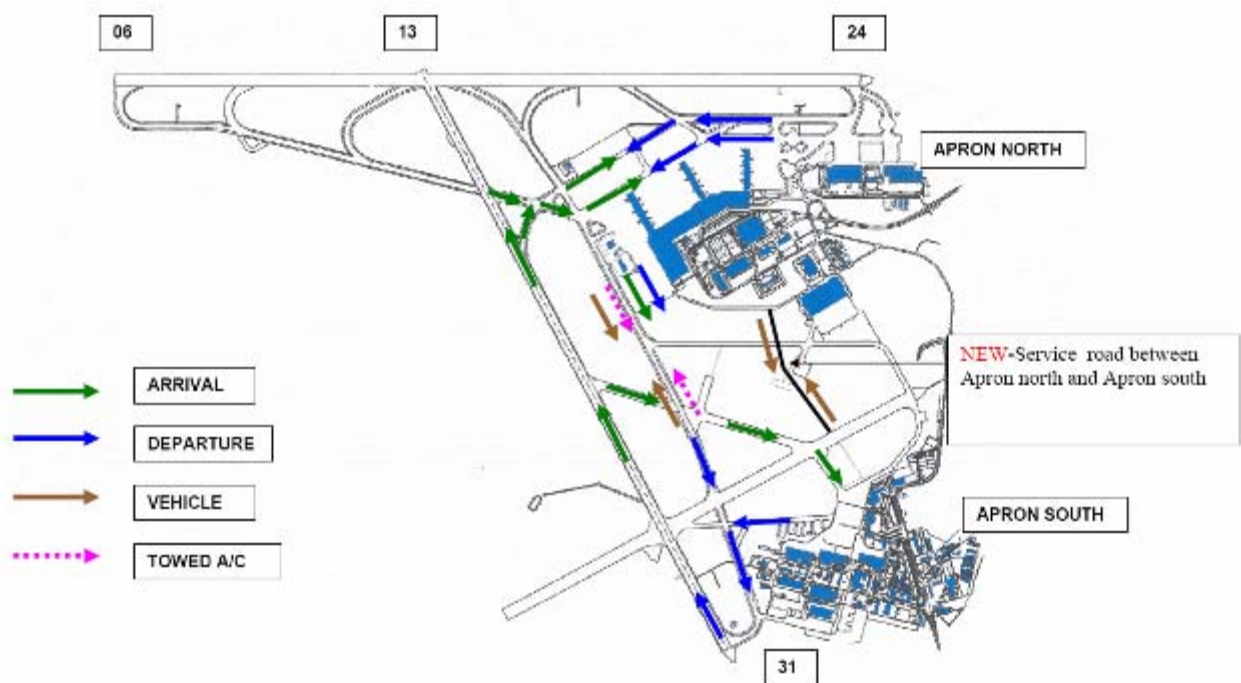 06
13
24
APRON NORTH
NEW-Service road between
Apron north and Apron south
ARRIVAL
DEPARTURE
VEHICLE
TOWED A/C
APRON SOUTH
31